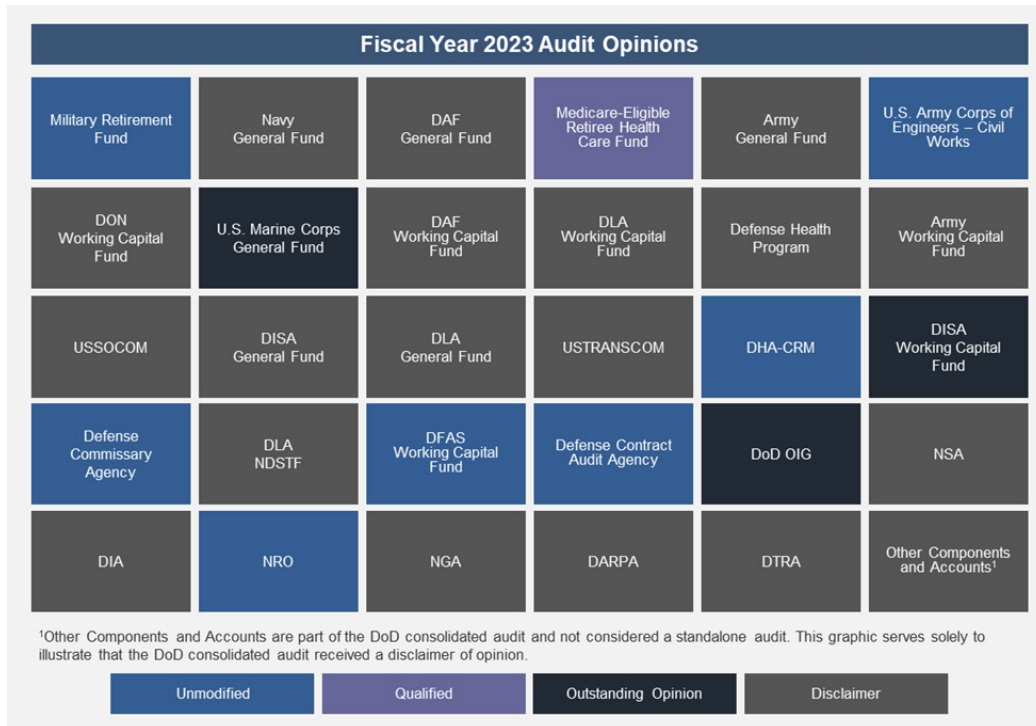 Fiscal Year 2023 Audit Opinions
Military Retirement
Fund
Navy
General Fund
DAF
General Fund
Medicare-Eligible
Retiree Health
Care Fund
Army
General Fund
U.S. Army Corps of
Engineers – Civil
Works
DON
Working Capital
Fund
U.S. Marine Corps
General Fund
DAF
Working Capital
Fund
DLA
Working Capital
Fund
Defense Health
Program
Army
Working Capital
Fund
USSOCOM
DISA
General Fund
DLA
General Fund
USTRANSCOM
DHA-CRM
DISA
Working Capital
Fund
Defense
Commissary
Agency
DLA
NDSTF
DFAS
Working Capital
Fund
Defense Contract
Audit Agency
DoD OIG
NSA
DIA
NRO
NGA
DARPA
DTRA
Other Components
and Accounts¹
¹Other Components and Accounts are part of the DoD consolidated audit and not considered a standalone audit. This graphic serves solely to
illustrate that the DoD consolidated audit received a disclaimer of opinion.
Unmodified
Qualified
Outstanding Opinion
Disclaimer